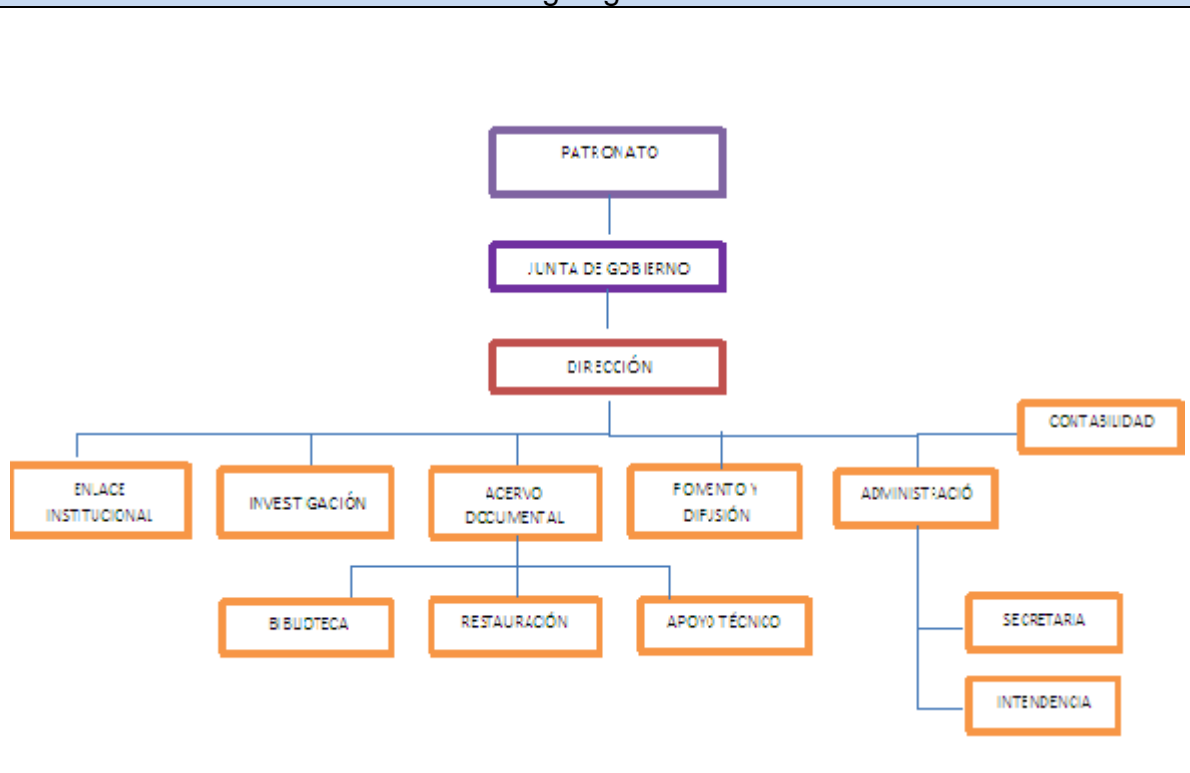 PATRONATO
JUNTA DE GOBIERNO
DIRECCIÓN
CONTABILIDAD
ENLACE
INSTITUCIONAL
INVESTIGACIÓN
ACERVO
DOCUMENTAL
FOMENTO Y
DIFUSIÓN
ADMINISTRACIÓ
BIBLIOTECA
RESTAURACIÓN
APOYO TÉCNICO
SECRETARIA
INTENDENCIA